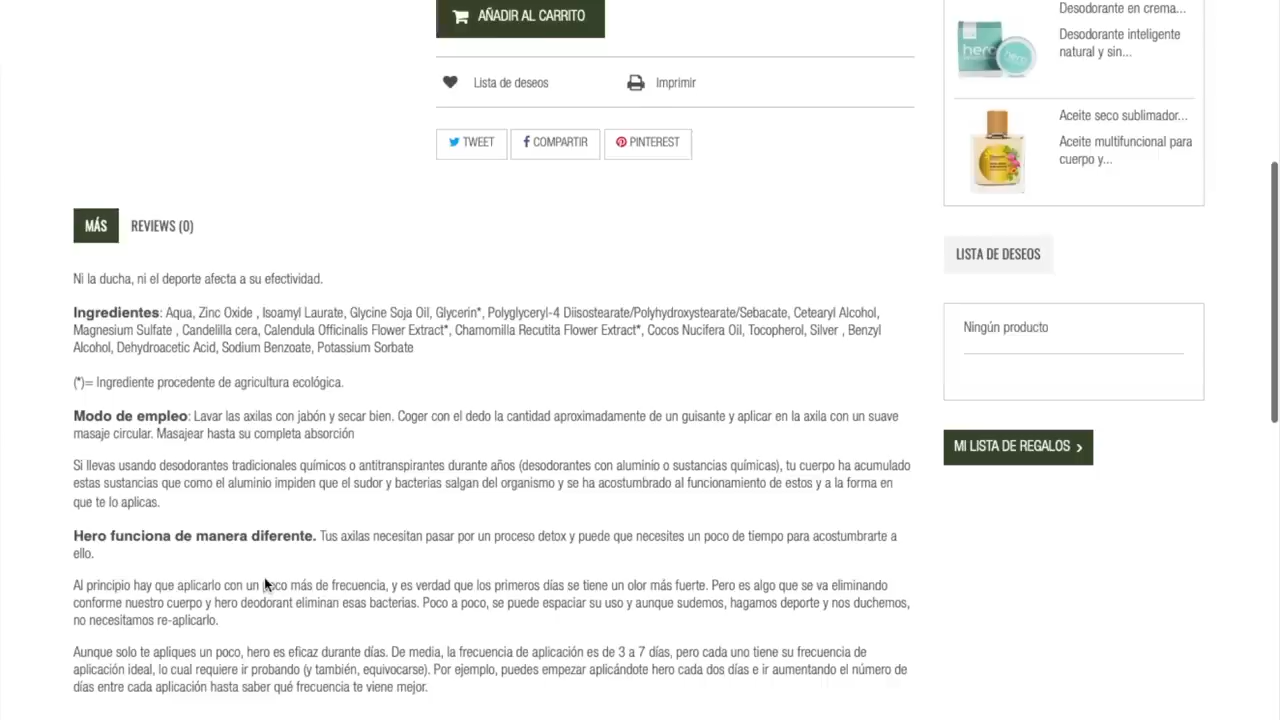 AÑADIR AL CARRITO
Lista de deseos
Imprimir
TWEET
COMPARTIR
PINTEREST
MÁS
REVIEWS (0)
Ni la ducha, ni el deporte afecta a su efectividad.
Ingredientes: Aqua, Zinc Oxide , Isoamyl Laurate, Glycine Soja Oil, Glycerin*, Polyglyceryl-4 Diisostearate/Polyhydroxystearate/Sebacate, Cetearyl Alcohol,
Magnesium Sulfate , Candelilla cera, Calendula Officinalis Flower Extract*, Chamomilla Recutita Flower Extract*, Cocos Nucifera Oil, Tocopherol, Silver , Benzyl
Alcohol, Dehydroacetic Acid, Sodium Benzoate, Potassium Sorbate
(*)= Ingrediente procedente de agricultura ecológica.
Modo de empleo: Lavar las axilas con jabón y secar bien. Coger con el dedo la cantidad aproximadamente de un guisante y aplicar en la axila con un suave
masaje circular. Masajear hasta su completa absorción
Si llevas usando desodorantes tradicionales químicos o antitranspirantes durante años (desodorantes con aluminio o sustancias químicas), tu cuerpo ha acumulado
estas sustancias que como el aluminio impiden que el sudor y bacterias salgan del organismo y se ha acostumbrado al funcionamiento de estos y a la forma en
que te lo aplicas.
Hero funciona de manera diferente. Tus axilas necesitan pasar por un proceso detox y puede que necesites un poco de tiempo para acostumbrarte a
ello.
Al principio hay que aplicarlo con un poco más de frecuencia, y es verdad que los primeros días se tiene un olor más fuerte. Pero es algo que se va eliminando
conforme nuestro cuerpo y hero deodorant eliminan esas bacterias. Poco a poco, se puede espaciar su uso y aunque sudemos, hagamos deporte y nos duchemos,
no necesitamos re-aplicarlo.
Aunque solo te apliques un poco, hero es eficaz durante días. De media, la frecuencia de aplicación es de 3 a 7 días, pero cada uno tiene su frecuencia de
aplicación ideal, lo cual requiere ir probando (y también, equivocarse). Por ejemplo, puedes empezar aplicándote hero cada dos días e ir aumentando el número de
días entre cada aplicación hasta saber qué frecuencia te viene mejor.
Desodorante en crema...
Desodorante inteligente
natural y sin...
hero
Aceite seco sublimador...
Aceite multifuncional para
cuerpo y...
LISTA DE DESEOS
Ningún producto
MI LISTA DE REGALOS